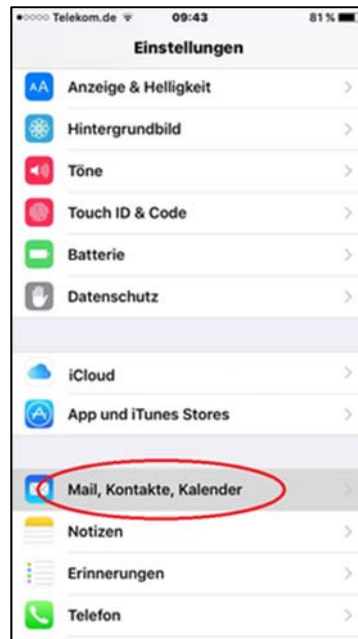 Telekom.de 09:43 81 %
Einstellungen
AA Anzeige & Helligkeit
Hintergrundbild
Töne
Touch ID & Code
Batterie
Datenschutz
iCloud
App und iTunes Stores
Mail, Kontakte, Kalender
Notizen
Erinnerungen
Telefon